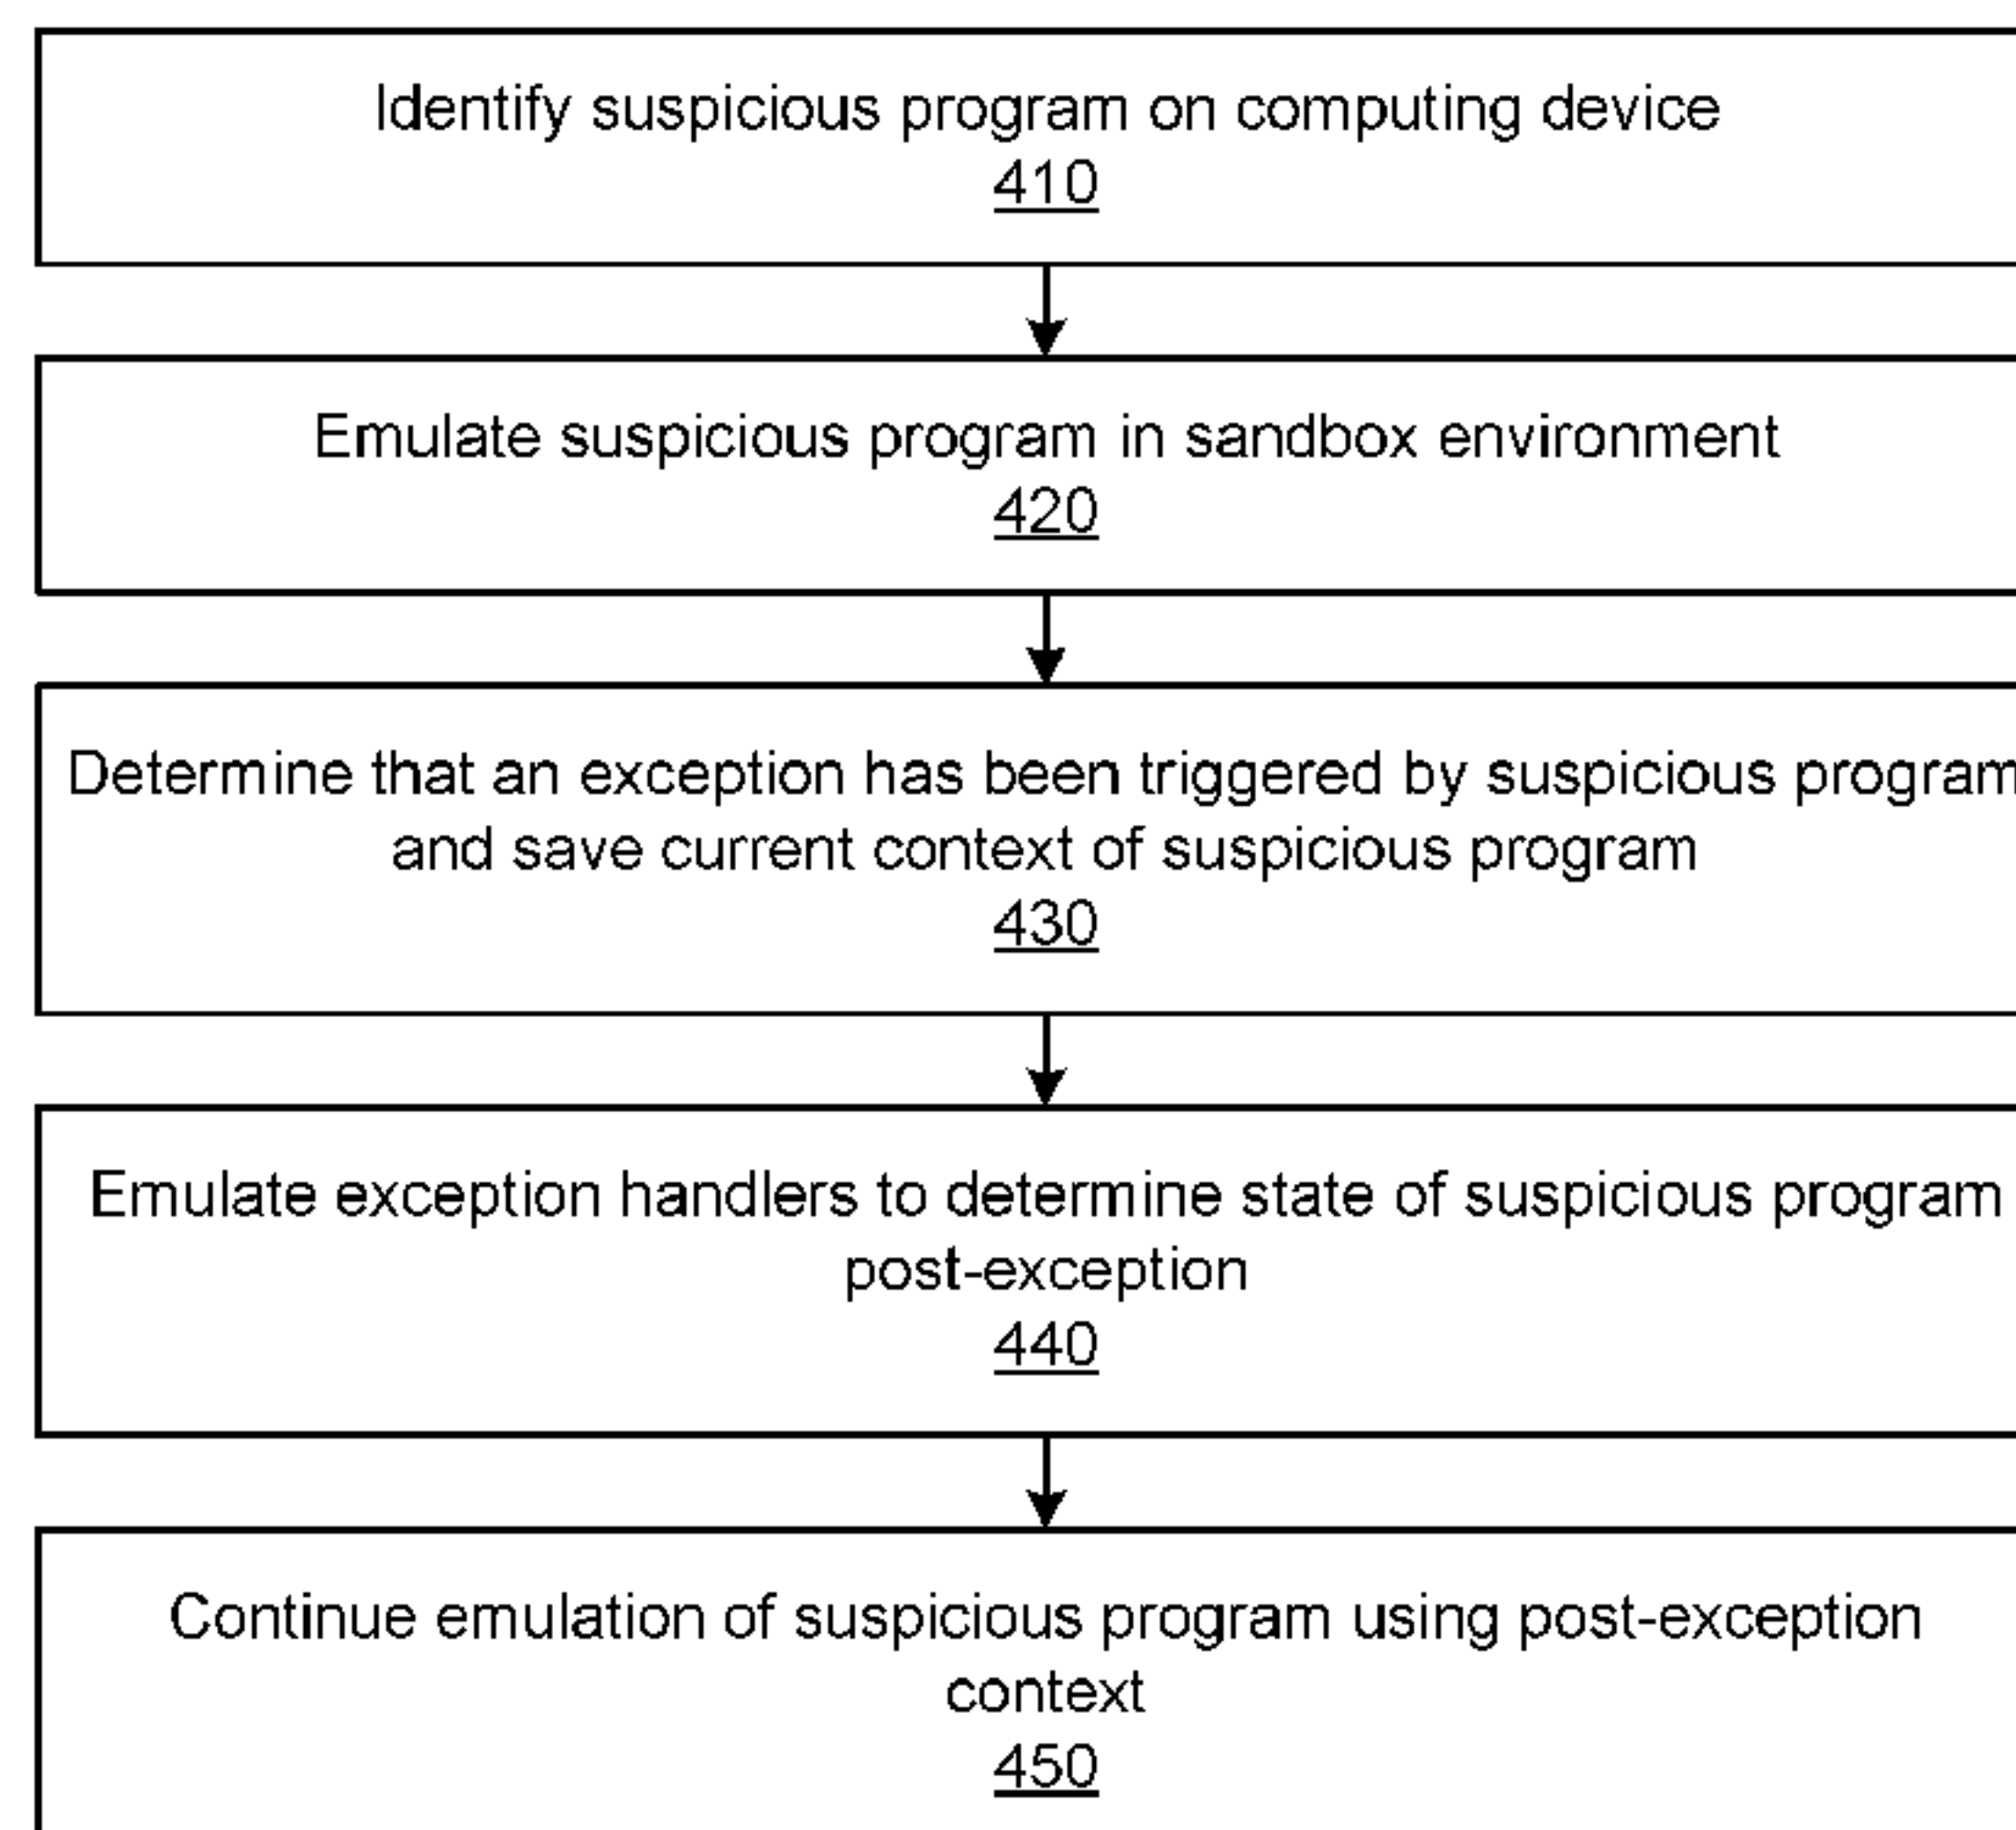 Identify suspicious program on computing device
410
Emulate suspicious program in sandbox environment
420
Determine that an exception has been triggered by suspicious program
and save current context of suspicious program
430
Emulate exception handlers to determine state of suspicious program
post-exception
440
Continue emulation of suspicious program using post-exception
context
450